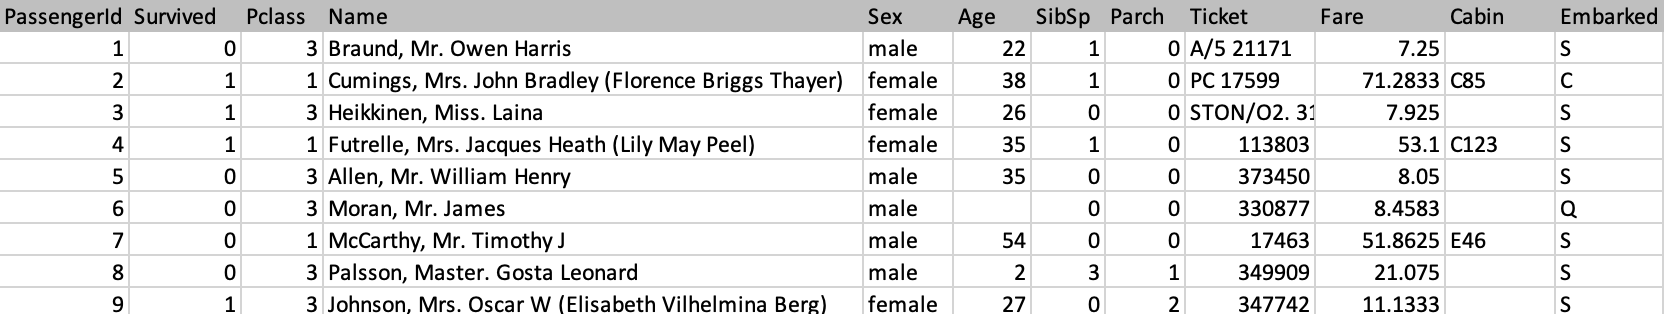 PassengerId Survived Pclass Name Sex Age SibSp Parch Ticket Fare Cabin Embarked
1 0 3 Braund, Mr. Owen Harris male 22 1 0 A/5 21171 7.25 S
2 1 1 Cumings, Mrs. John Bradley (Florence Briggs Thayer) female 38 1 0 PC 17599 71.2833 C85 C
3 1 3 Heikkinen, Miss. Laina female 26 0 0 STON/O2. 31 7.925 S
4 1 1 Futrelle, Mrs. Jacques Heath (Lily May Peel) female 35 1 0 113803 53.1 C123 S
5 0 3 Allen, Mr. William Henry male 35 0 0 373450 8.05 S
6 0 3 Moran, Mr. James male 0 0 330877 8.4583 Q
7 0 1 McCarthy, Mr. Timothy J male 54 0 0 17463 51.8625 E46 S
8 0 3 Palsson, Master. Gosta Leonard male 2 3 1 349909 21.075 S
9 1 3 Johnson, Mrs. Oscar W (Elisabeth Vilhelmina Berg) female 27 0 2 347742 11.1333 S